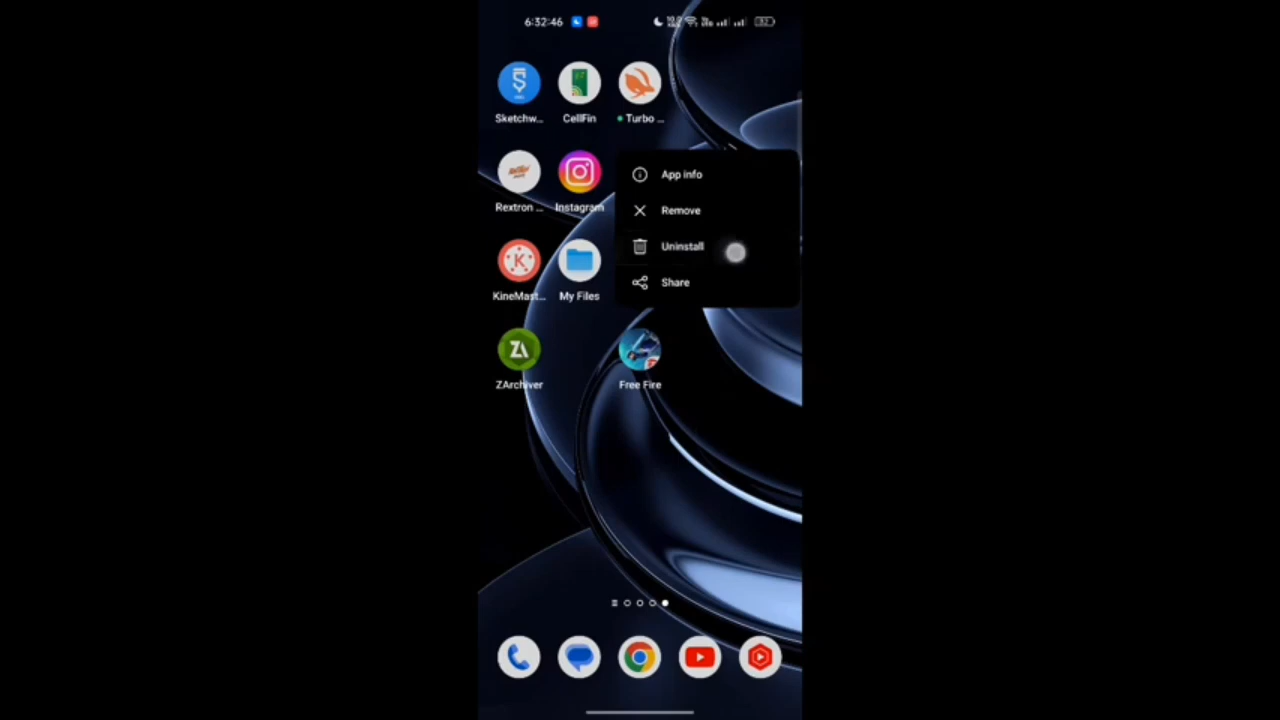 6:32:46
Sketchw...
CellFin
Turbo ...
App info
Rextron ...
Instagram
Remove
Uninstall
KineMast...
My Files
Share
ZArchiver
Free Fire